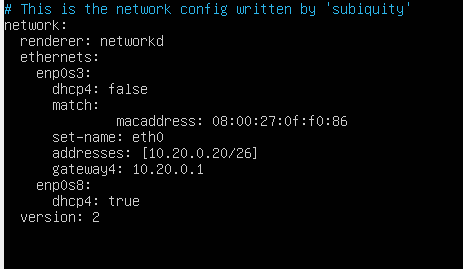 # This is the network config written by 'subiquity'
network:
  renderer: networkd
  ethernets:
    enp0s3:
      dhcp4: false
      match:
              macaddress: 08:00:27:0f:f0:86
      set-name: eth0
      addresses: [10.20.0.20/26]
      gateway4: 10.20.0.1
    enp0s8:
      dhcp4: true
  version: 2